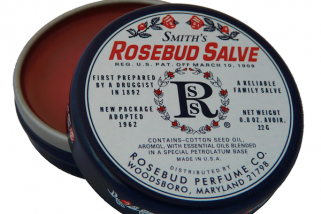 SMITH'S
ROSEBUD SALVE
REG. U.S. PAT. OFF MARCH 10, 1908
FIRST PREPARED
BY A DRUGGIST
IN 1892
NEW PACKAGE
ADOPTED
1962
RSS
®
A RELIABLE
FAMILY SALVE
NET WEIGHT
0.8 OZ. AVOIR.
22G
CONTAINS-COTTON SEED OIL,
AROMOL, WITH ESSENTIAL OILS BLENDED
IN A SPECIAL PETROLATUM BASE
MADE IN U.S.A.
DISTRIBUTED BY
ROSEBUD PERFUME CO.
WOODSBORO, MARYLAND 21798